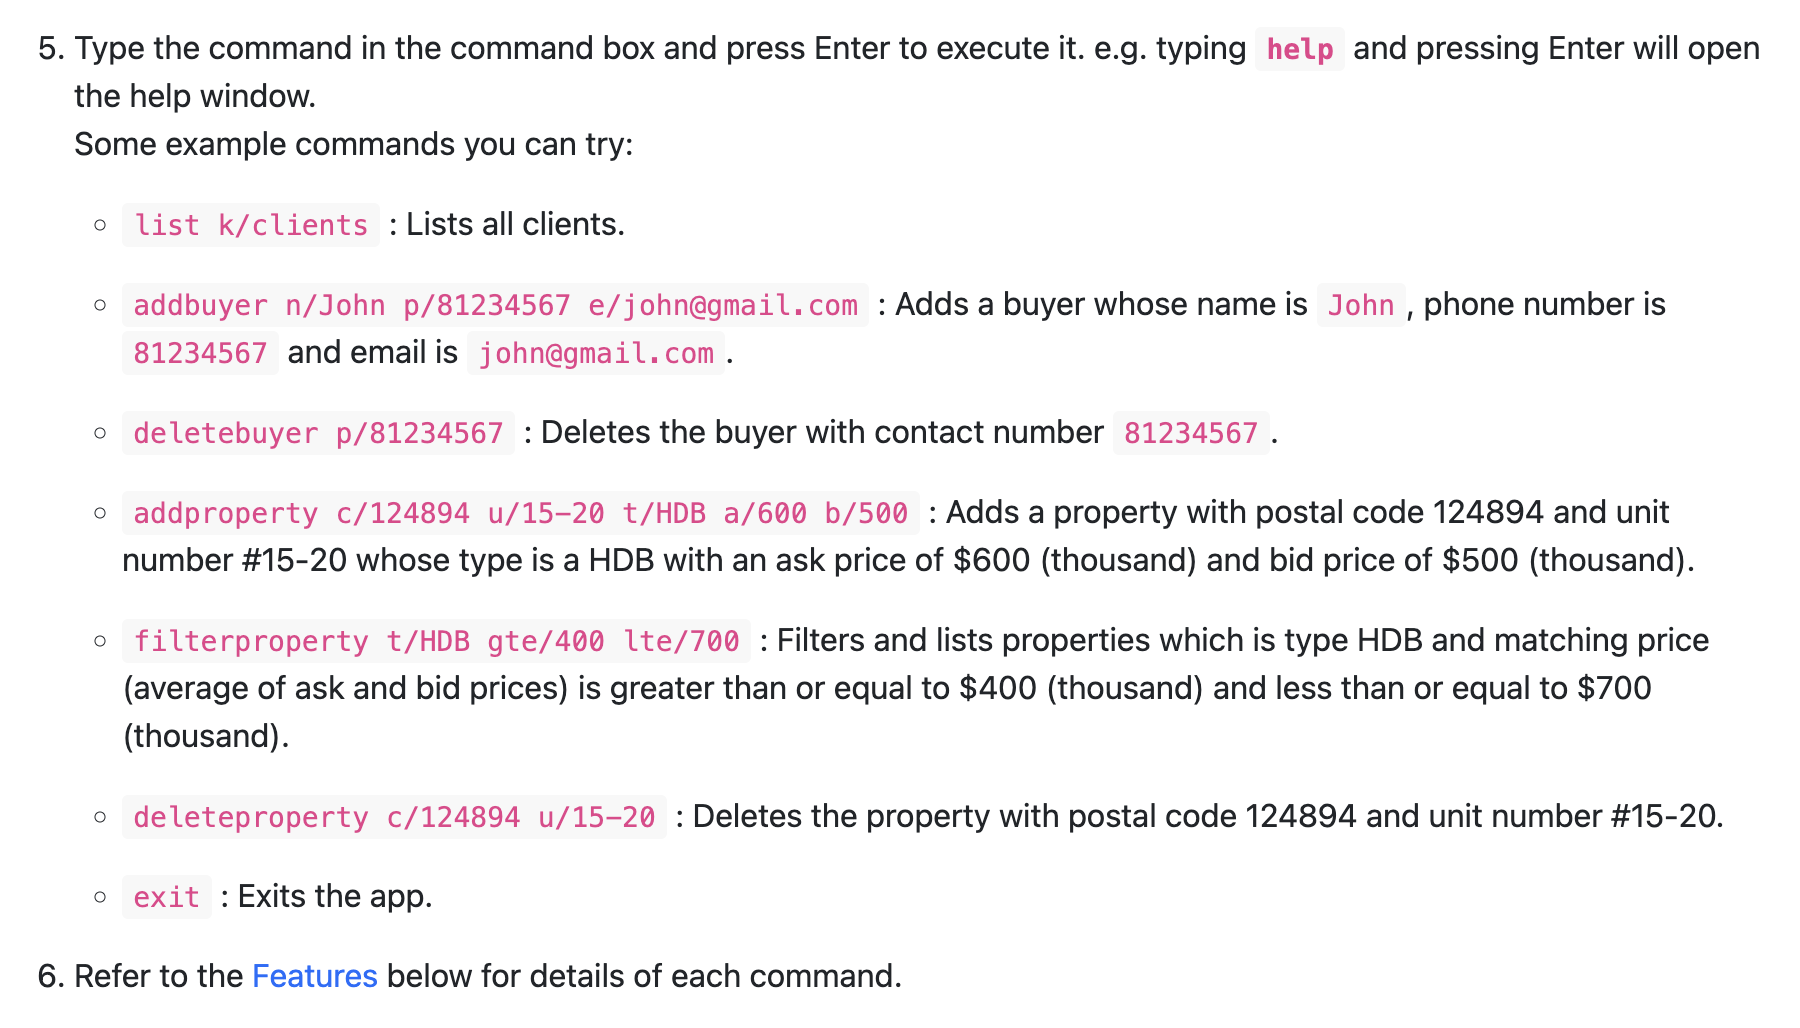 5. Type the command in the command box and press Enter to execute it. e.g. typing help and pressing Enter will open
the help window.
Some example commands you can try:
○ list k/clients : Lists all clients.
○ addbuyer n/John p/81234567 e/john@gmail.com : Adds a buyer whose name is John , phone number is
81234567 and email is john@gmail.com .
○ deletebuyer p/81234567 : Deletes the buyer with contact number 81234567 .
○ addproperty c/124894 u/15-20 t/HDB a/600 b/500 : Adds a property with postal code 124894 and unit
number #15-20 whose type is a HDB with an ask price of $600 (thousand) and bid price of $500 (thousand).
○ filterproperty t/HDB gte/400 lte/700 : Filters and lists properties which is type HDB and matching price
(average of ask and bid prices) is greater than or equal to $400 (thousand) and less than or equal to $700
(thousand).
○ deleteproperty c/124894 u/15-20 : Deletes the property with postal code 124894 and unit number #15-20.
○ exit : Exits the app.
6. Refer to the Features below for details of each command.